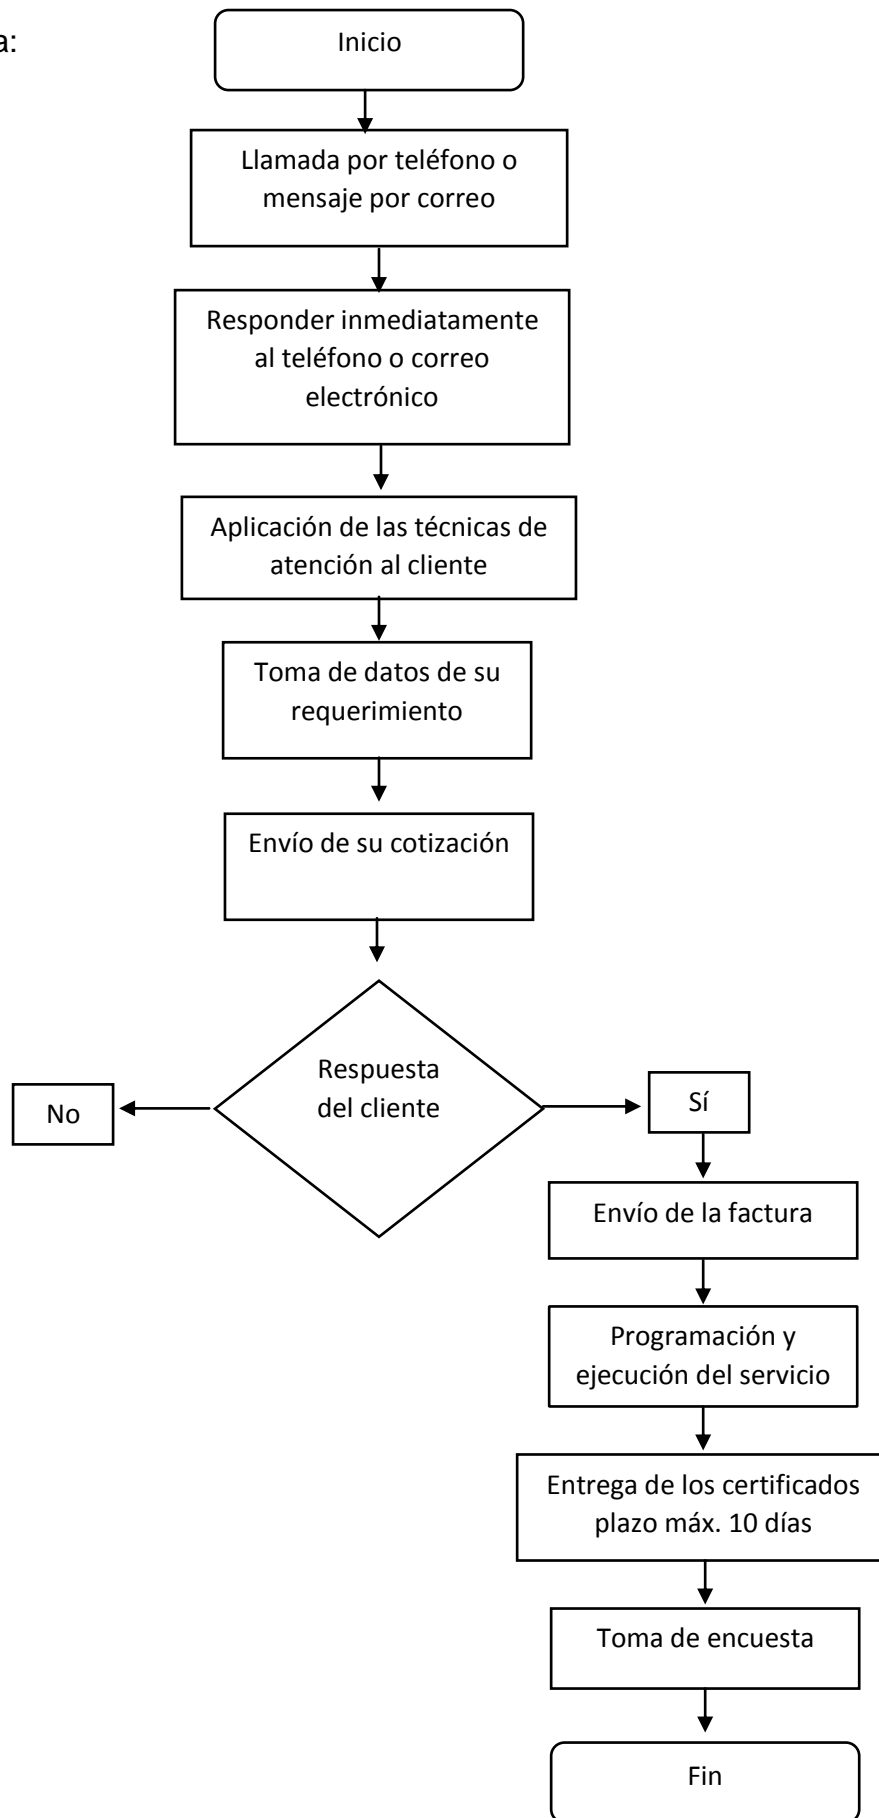 a:
Inicio
Llamada por teléfono o
mensaje por correo
Responder inmediatamente
al teléfono o correo
electrónico
Aplicación de las técnicas de
atención al cliente
Toma de datos de su
requerimiento
Envío de su cotización
Respuesta
del cliente
No
Sí
Envío de la factura
Programación y
ejecución del servicio
Entrega de los certificados
plazo máx. 10 días
Toma de encuesta
Fin